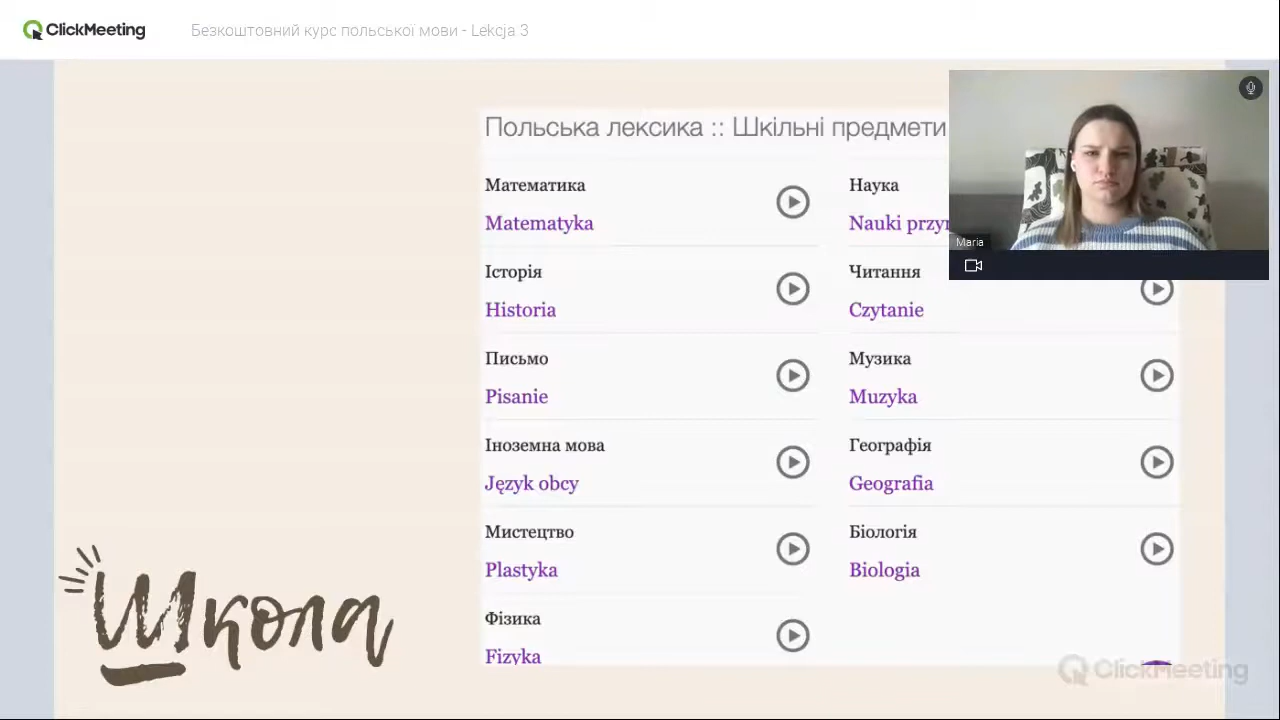 ClickMeeting
Безкоштовний курс польської мови - Lekcja 3
Польська лексика :: Шкільні предмети
Математика
Matematyka
Наука
Nauki
Maria
Історія
Historia
Читання
Czytanie
Письмо
Pisanie
Музика
Muzyka
Іноземна мова
Język obcy
Географія
Geografia
Мистецтво
Plastyka
Біологія
Biologia
Фізика
Fizyka
Школа
ClickMeeting